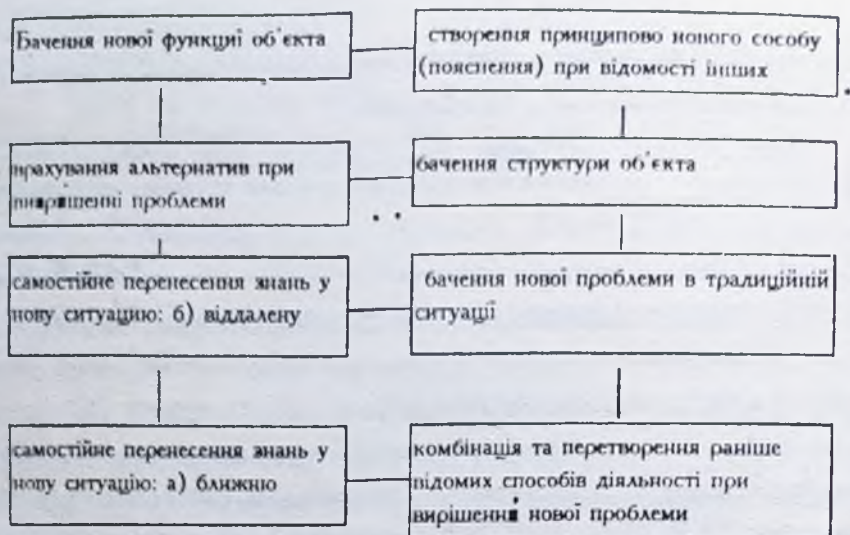 Бачення нової функції об'єкта
створення принципово нового сособу
(пояснення) при відомості інших
врахування альтернатив при
вирішенні проблеми
бачення структури об'єкта
самостійне перенесення знань у
нову ситуацію: б) віддалену
бачення нової проблеми в традиційній
ситуації
самостійне перенесення знань у
нову ситуацію: а) ближню
комбінація та перетворення раніше
відомих способів діяльності при
вирішенні нової проблеми